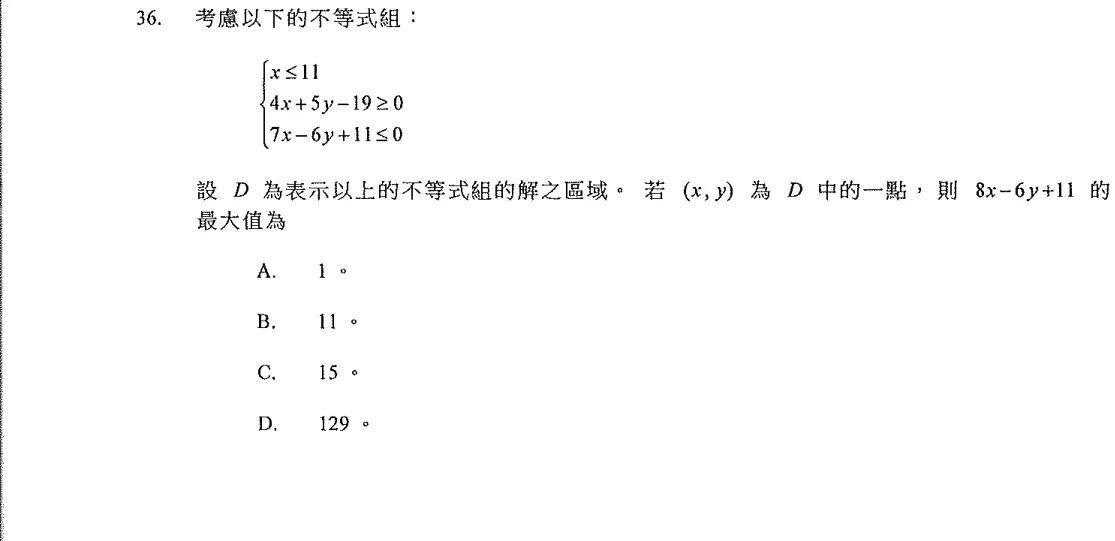 36. 考慮以下的不等式組：
x ≤ 11
4x + 5y − 19 ≥ 0
7x − 6y + 11 ≤ 0
設 D 為表示以上的不等式組的解之區域。 若 (x, y) 為 D 中的一點， 則 8x−6y+11 的
最大值為
A. 1 。
B. 11 。
C. 15 。
D. 129 。